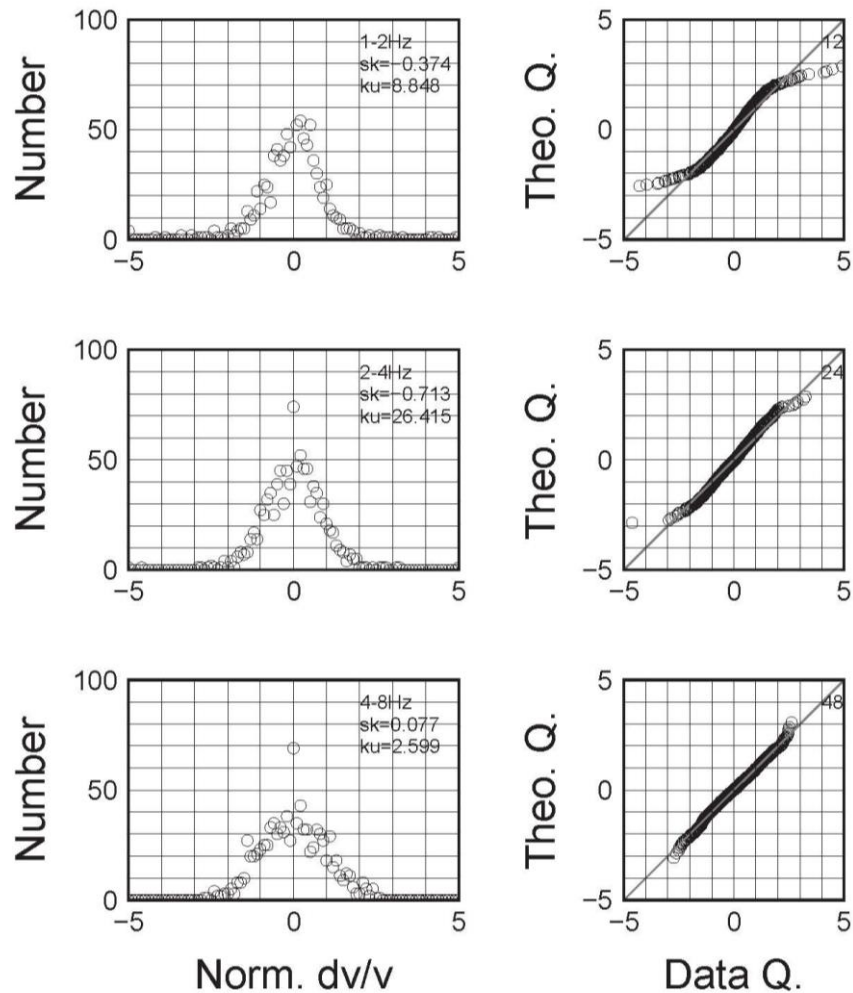 100
50
0
Number
−5
0
5
1-2Hz
sk=−0.374
ku=8.848
5
0
−5
Theo. Q.
−5
0
5
12
100
50
0
Number
−5
0
5
2-4Hz
sk=−0.713
ku=26.415
5
0
−5
Theo. Q.
−5
0
5
24
100
50
0
Number
−5
0
5
4-8Hz
sk=0.077
ku=2.599
Norm. dv/v
5
0
−5
Theo. Q.
−5
0
5
48
Data Q.